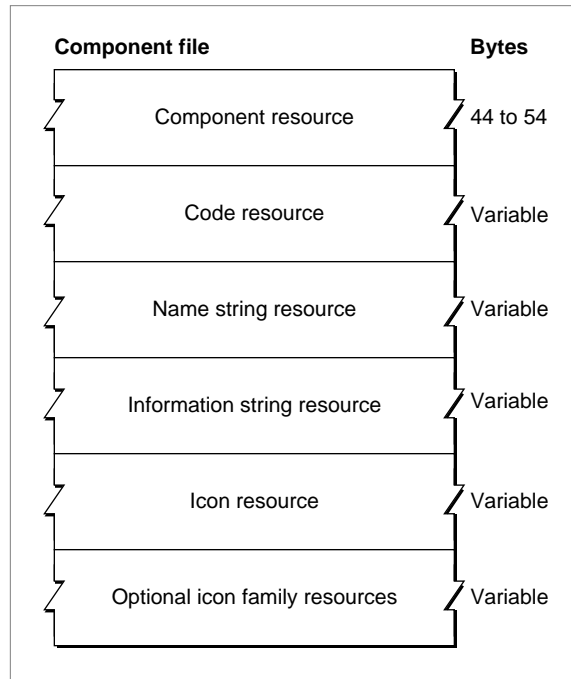 Component file Bytes
Component resource 44 to 54
Code resource Variable
Name string resource Variable
Information string resource Variable
Icon resource Variable
Optional icon family resources Variable